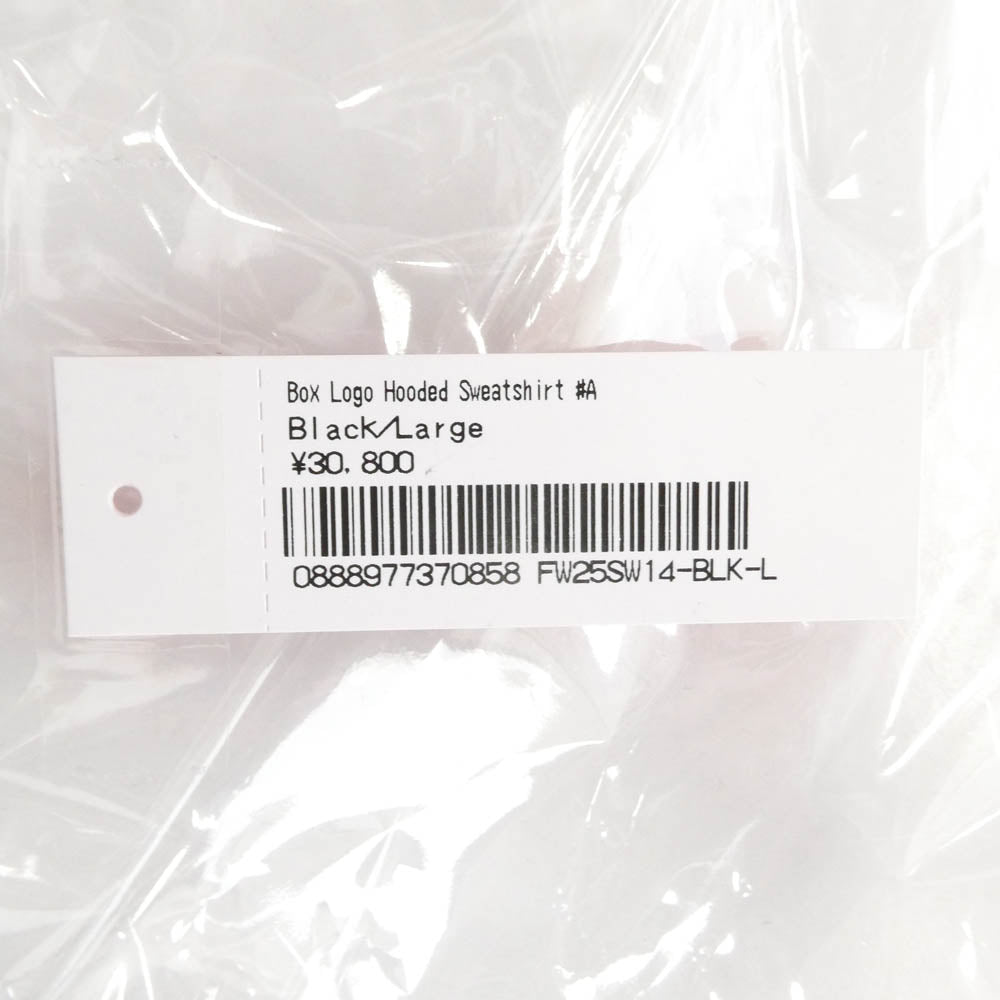 Box Logo Hooded Sweatshirt #A
Black/Large
¥30,800
0888977370858 FW25SW14-BLK-L